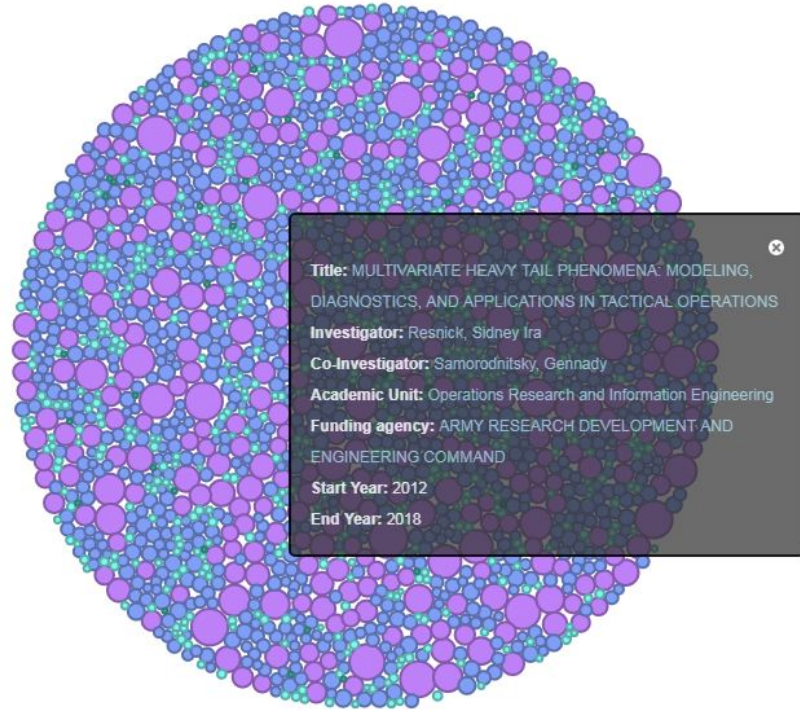 Title: MULTIVARIATE HEAVY TAIL PHENOMENA: MODELING,
DIAGNOSTICS, AND APPLICATIONS IN TACTICAL OPERATIONS
Investigator: Resnick, Sidney Ira
Co-Investigator: Samorodnitsky, Gennady
Academic Unit: Operations Research and Information Engineering
Funding agency: ARMY RESEARCH DEVELOPMENT AND
ENGINEERING COMMAND
Start Year: 2012
End Year: 2018